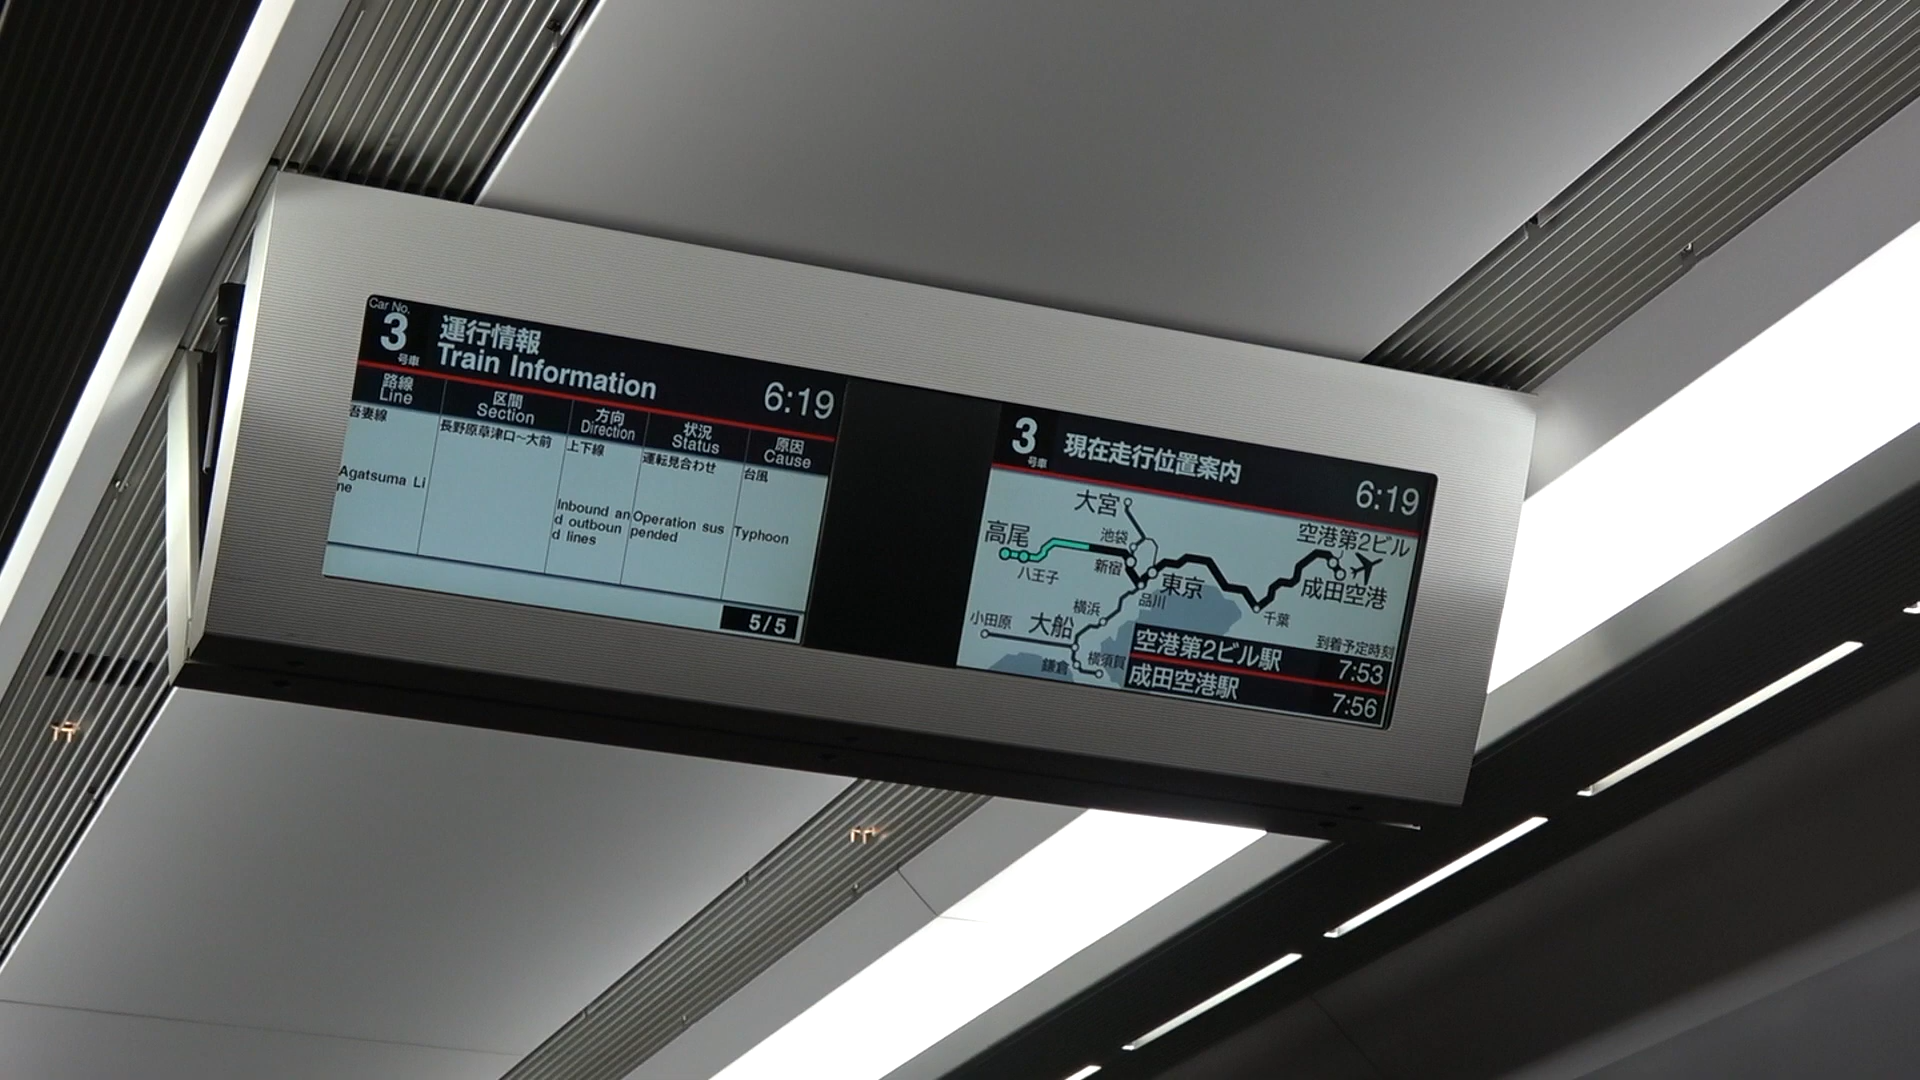 Car No.
3
号車
運行情報
Train Information
6:19
路線
Line
区間
Section
方向
Direction
状況
Status
原因
Cause
吾妻線
長野原草津口～大前
上下線
運転見合わせ
台風
Agatsuma Li
ne
Inbound an
d outboun
d lines
Operation sus
pended
Typhoon
5/5
3
号車
現在走行位置案内
6:19
大宮
高尾
池袋
空港第2ビル
八王子
新宿
東京
成田空港
品川
千葉
横浜
小田原
大船
鎌倉
横須賀
到着予定時刻
空港第2ビル駅
7:53
成田空港駅
7:56